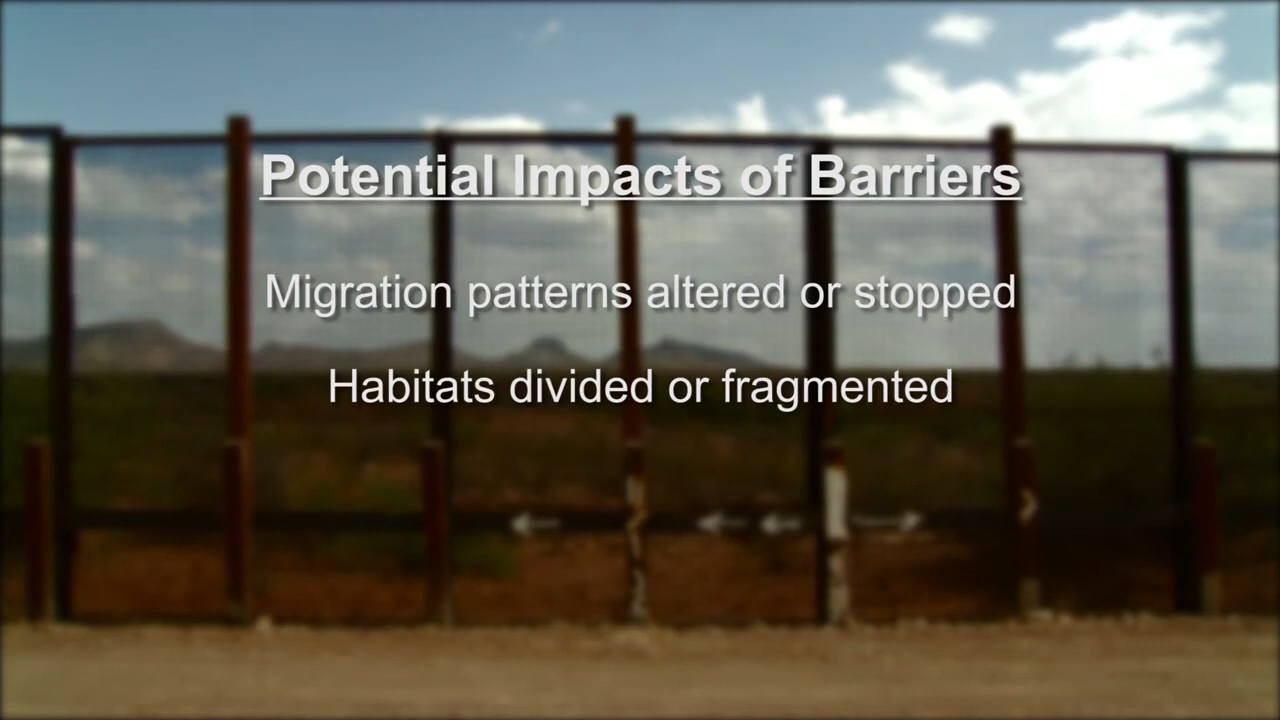 Potential Impacts of Barriers
Migration patterns altered or stopped
Habitats divided or fragmented